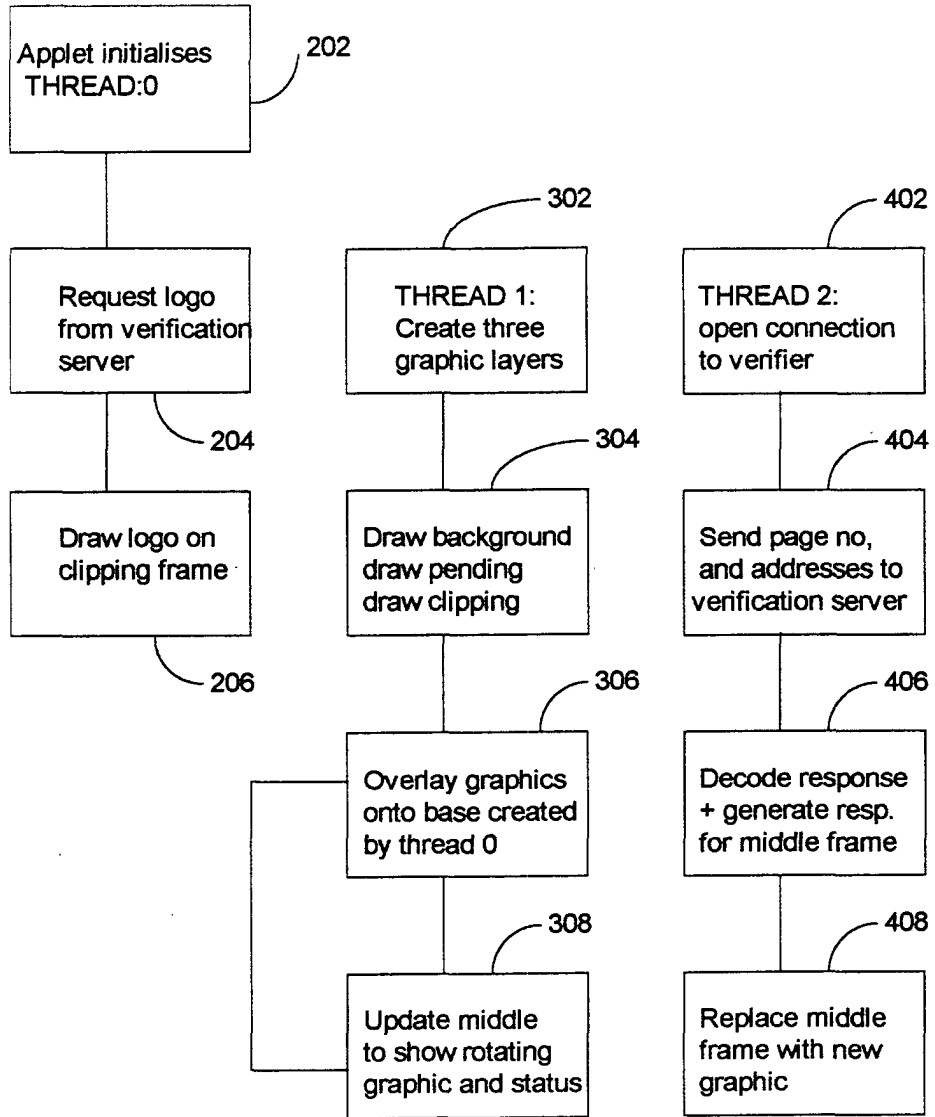 Applet initialises
THREAD:0
202
Request logo
from verification
server
204
Draw logo on
clipping frame
206
302
THREAD 1:
Create three
graphic layers
304
Draw background
draw pending
draw clipping
306
Overlay graphics
onto base created
by thread 0
308
Update middle
to show rotating
graphic and status
402
THREAD 2:
open connection
to verifier
404
Send page no,
and addresses to
verification server
406
Decode response
+ generate resp.
for middle frame
408
Replace middle
frame with new
graphic